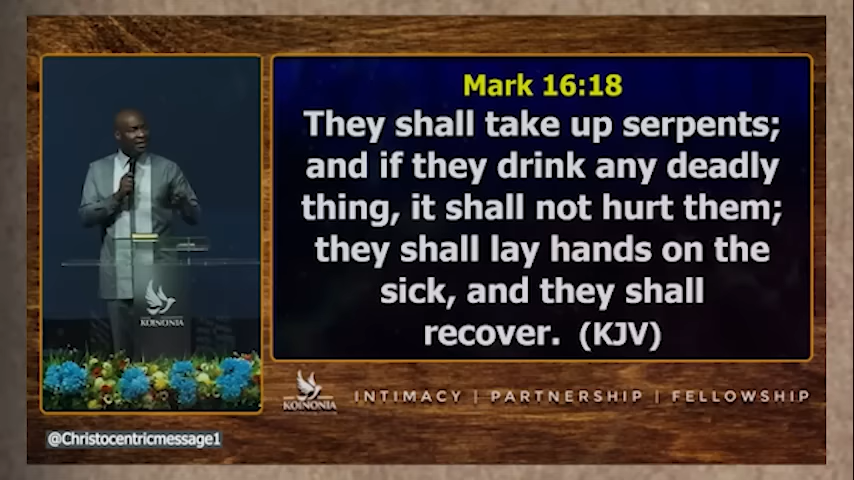 Mark 16:18
They shall take up serpents;
and if they drink any deadly
thing, it shall not hurt them;
they shall lay hands on the
sick, and they shall
recover. (KJV)
KOINONIA
KOINONIA
INTIMACY | PARTNERSHIP | FELLOWSHIP
@Christocentricmessage1